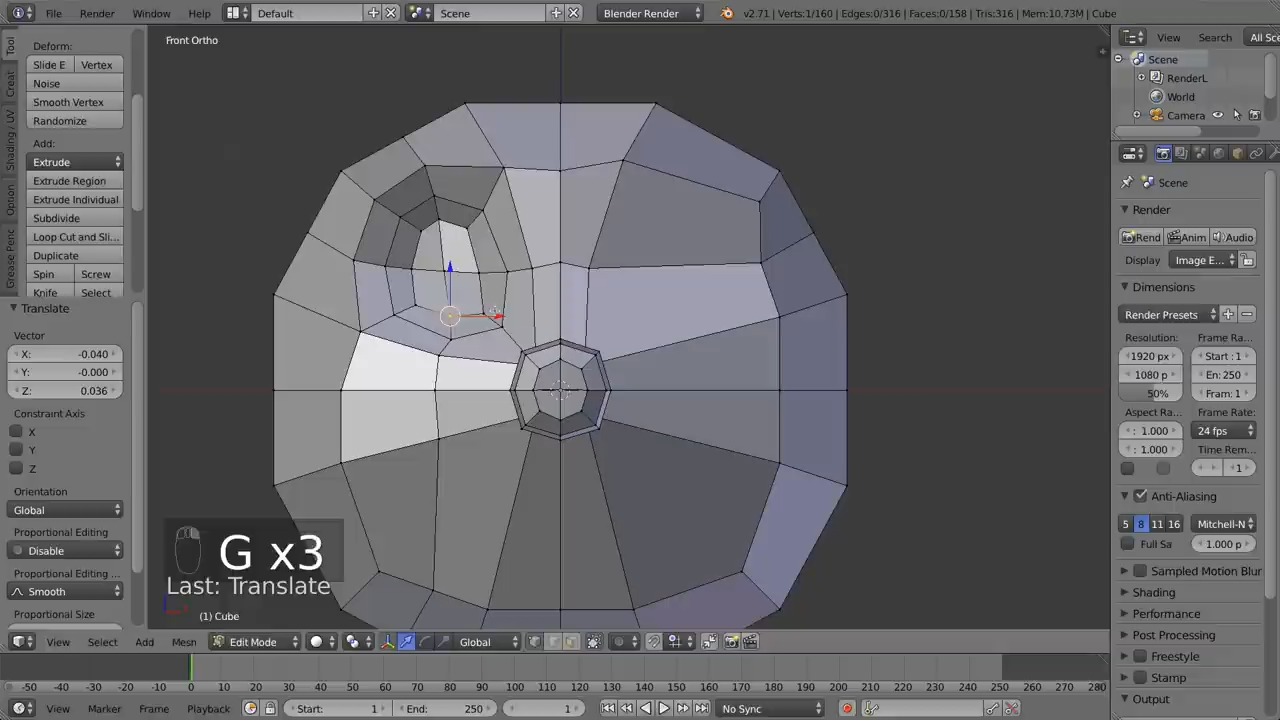 File Render Window Help Default Scene Blender Render v2.71 | Verts:1/160 | Edges:0/316 | Faces:0/158 | Tris:316 | Mem:10.73M | Cube
Front Ortho
Tool
Creat
Shading / UV
Option
Grease Penc
Deform:
Slide E Vertex
Noise
Smooth Vertex
Randomize
Add:
Extrude
Extrude Region
Extrude Individual
Subdivide
Loop Cut and Sli...
Duplicate
Spin Screw
Knife Select
Translate
Vector
X: -0.040
Y: -0.000
Z: 0.036
Constraint Axis
X
Y
Z
Orientation
Global
Proportional Editing
Disable
Proportional Editing ...
Smooth
Proportional Size
G x3
Last: Translate
(1) Cube
View Select Add Mesh Edit Mode Global
-50 -40 -30 -20 -10 0 10 20 30 40 50 60 70 80 90 100 110 120 130 140 150 160 170 180 190 200 210 220 230 240 250 260 270 280
View Marker Frame Playback Start: 1 End: 250 1 No Sync
View Search All Sce
Scene
RenderL
World
Camera
Scene
Render
Rend Anim Audio
Display Image E...
Dimensions
Render Presets
Resolution: Frame Ra...
1920 px Start : 1
1080 p En: 250
50% Fram: 1
Aspect Ra... Frame Rate:
: 1.000 24 fps
: 1.000 Time Rem...
1
Anti-Aliasing
5 8 11 16 Mitchell-N
Full Sa 1.000 p
Sampled Motion Blur
Shading
Performance
Post Processing
Freestyle
Stamp
Output